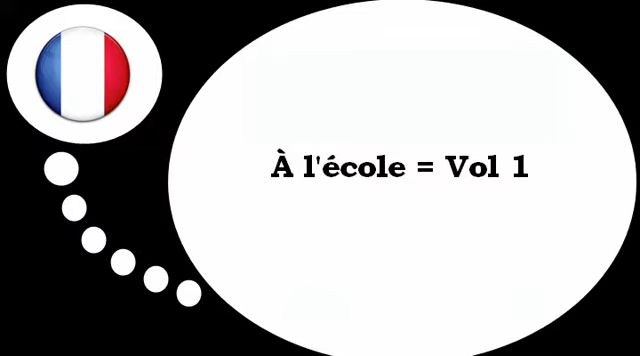 À l'école = Vol 1